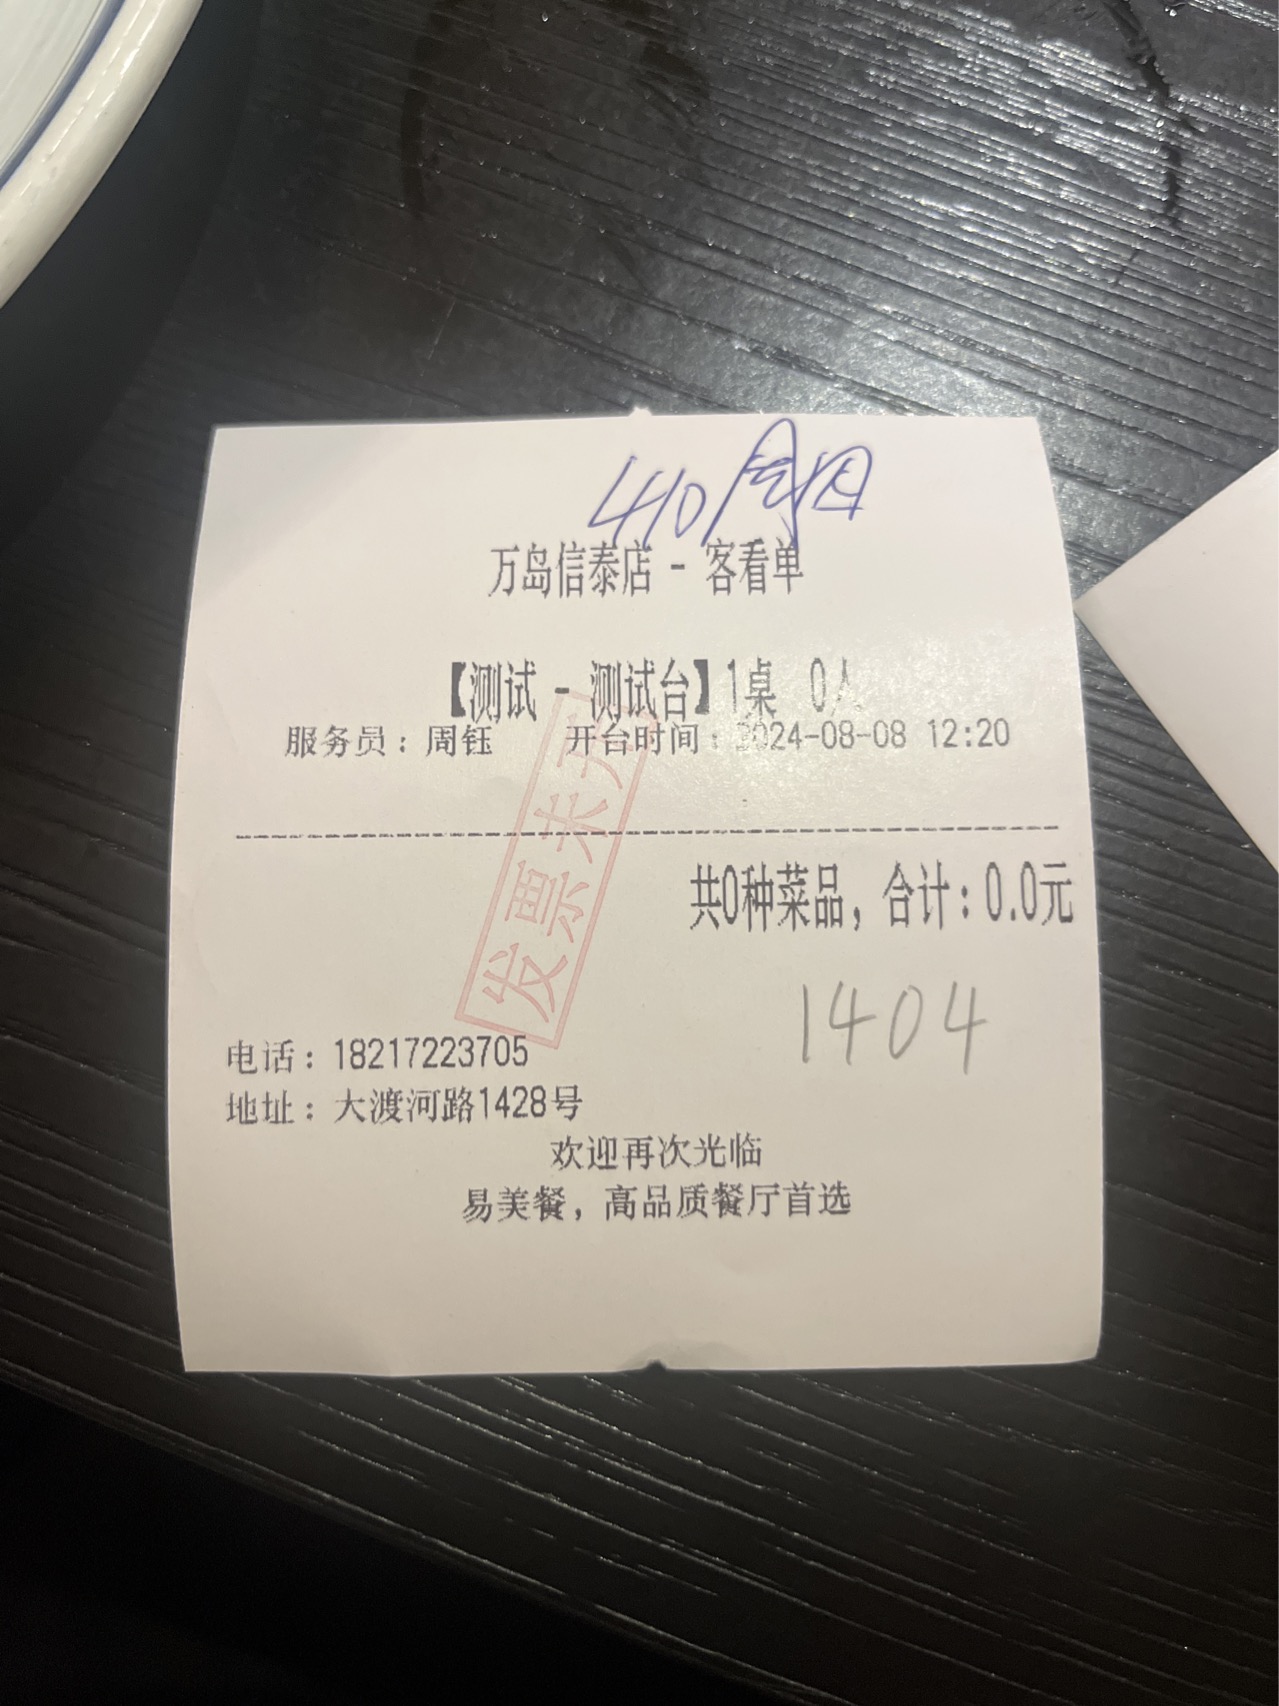 410
万岛信泰店 - 客看单
【测试 - 测试台】1桌 0人
服务员：周钰 开台时间：2024-08-08 12:20
共0种菜品，合计：0.0元
发票未开
1404
电话：18217223705
地址：大渡河路1428号
欢迎再次光临
易美餐，高品质餐厅首选